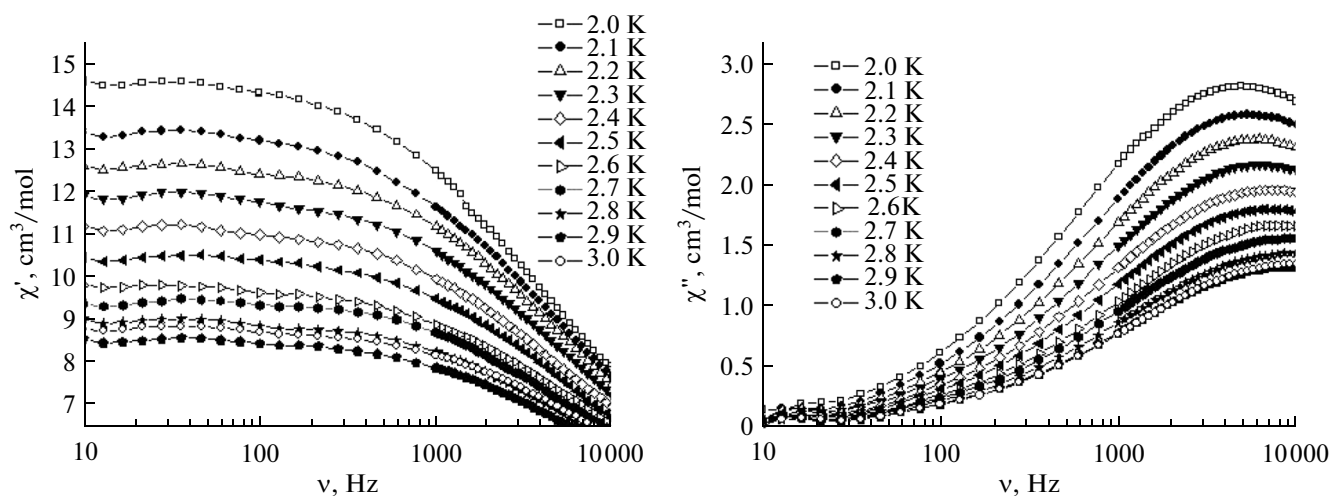 2.0 K
2.1 K
2.2 K
2.3 K
2.4 K
2.5 K
2.6 K
2.7 K
2.8 K
2.9 K
3.0 K
15
14
13
12
11
10
9
8
7
χ′, cm³/mol
10
100
1000
10000
ν, Hz
2.0 K
2.1 K
2.2 K
2.3 K
2.4 K
2.5 K
2.6K
2.7 K
2.8 K
2.9 K
3.0 K
3.0
2.5
2.0
1.5
1.0
0.5
0
χ″, cm³/mol
10
100
1000
10000
ν, Hz